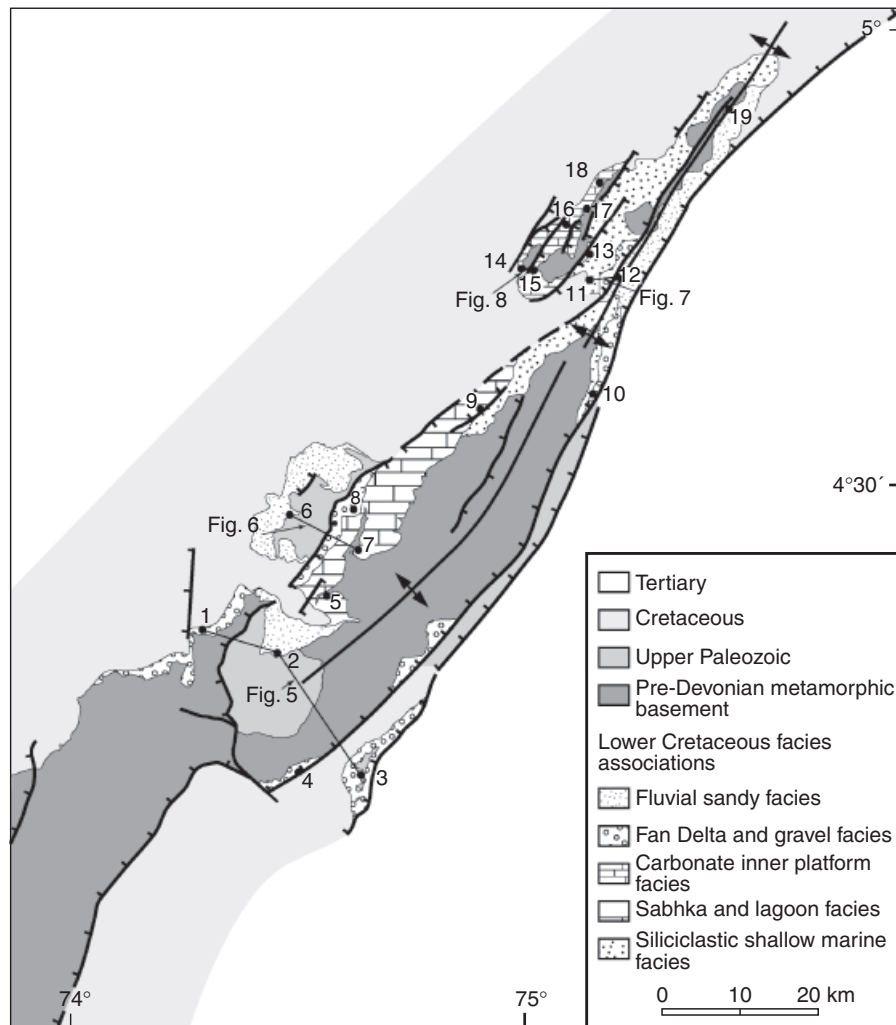 5°
19
18
16
17
13
14
15
11
12
Fig. 8
Fig. 7
10
9
4°30´
8
6
Fig. 6
7
5
1
2
Fig. 5
4
3
Tertiary
Cretaceous
Upper Paleozoic
Pre-Devonian metamorphic
basement
Lower Cretaceous facies
associations
Fluvial sandy facies
Fan Delta and gravel facies
Carbonate inner platform
facies
Sabhka and lagoon facies
Siliciclastic shallow marine
facies
74°
75°
0 10 20 km